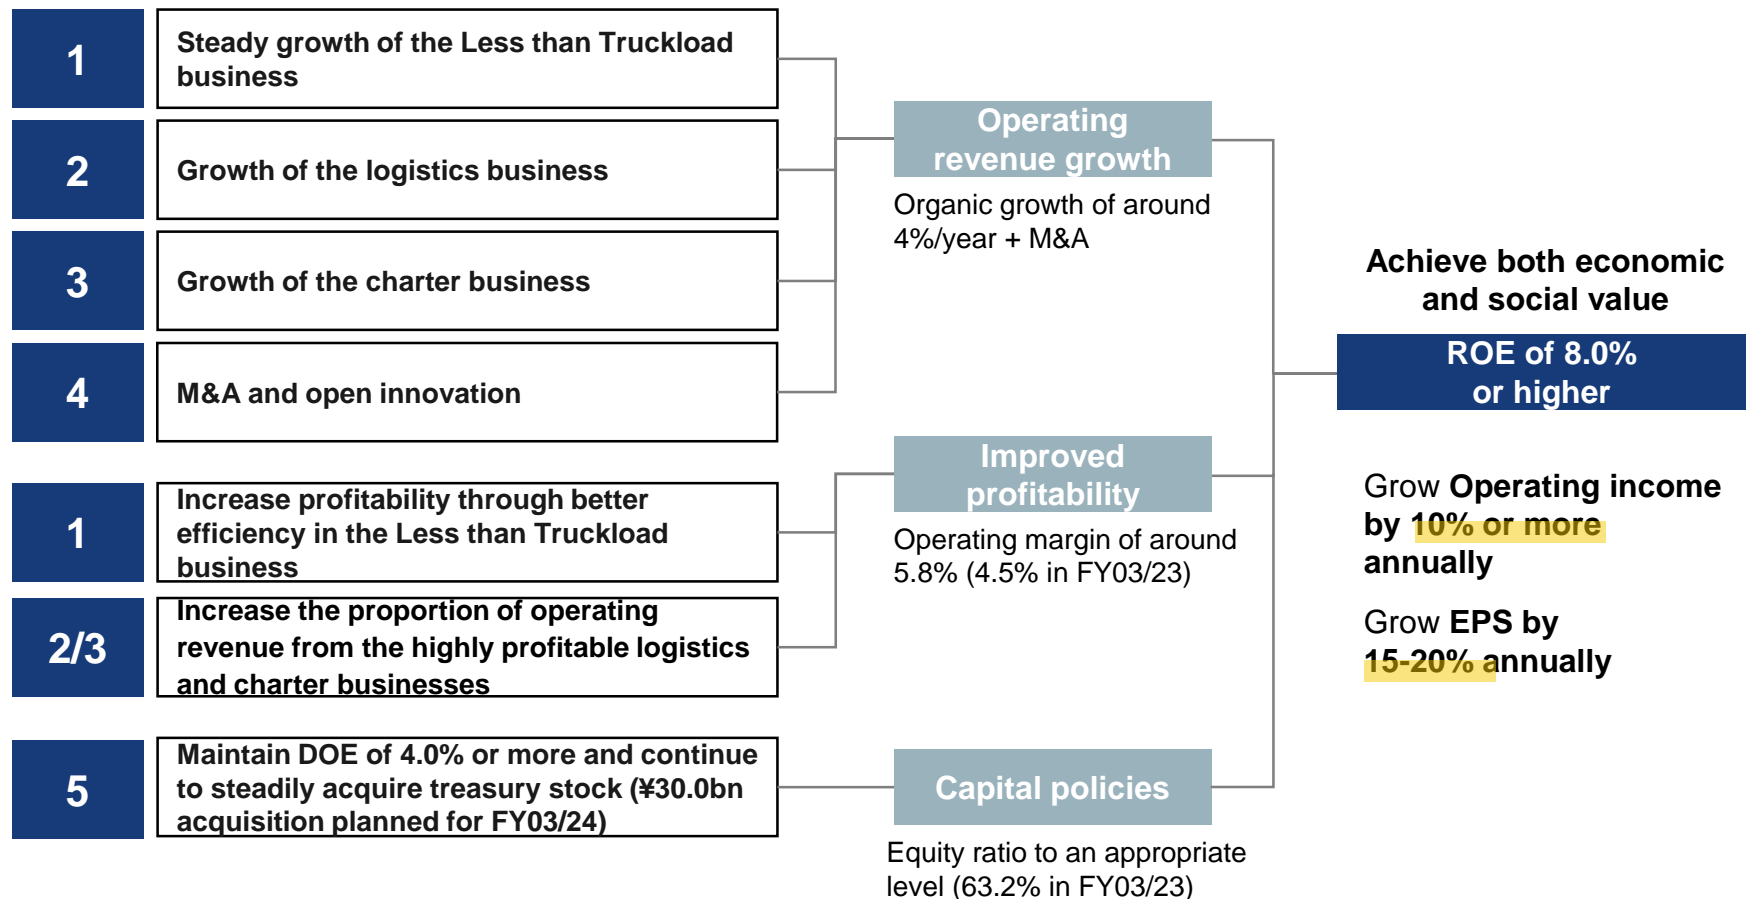 1
Steady growth of the Less than Truckload
business
2
Growth of the logistics business
3
Growth of the charter business
4
M&A and open innovation
Operating
revenue growth
Organic growth of around
4%/year + M&A
1
Increase profitability through better
efficiency in the Less than Truckload
business
2/3
Increase the proportion of operating
revenue from the highly profitable logistics
and charter businesses
Improved
profitability
Operating margin of around
5.8% (4.5% in FY03/23)
5
Maintain DOE of 4.0% or more and continue
to steadily acquire treasury stock (¥30.0bn
acquisition planned for FY03/24)
Capital policies
Equity ratio to an appropriate
level (63.2% in FY03/23)
Achieve both economic
and social value
ROE of 8.0%
or higher
Grow Operating income
by 10% or more
annually
Grow EPS by
15-20% annually